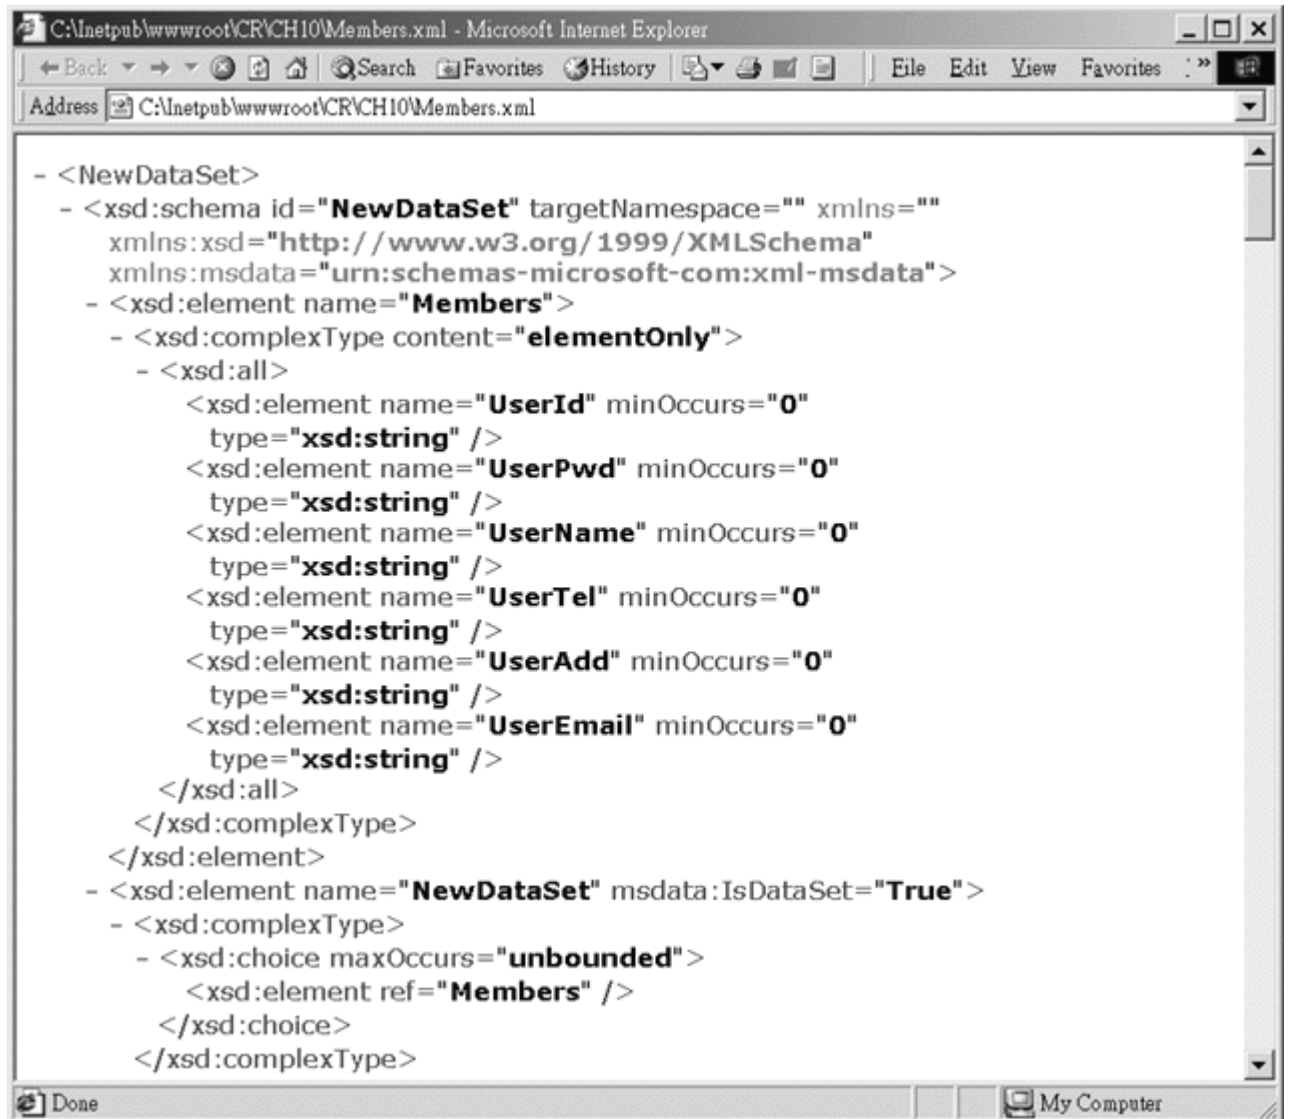 C:\Inetpub\wwwroot\CR\CH10\Members.xml - Microsoft Internet Explorer
Back Search Favorites History File Edit View Favorites »
Address C:\Inetpub\wwwroot\CR\CH10\Members.xml
- <NewDataSet>
- <xsd:schema id="NewDataSet" targetNamespace="" xmlns=""
xmlns:xsd="http://www.w3.org/1999/XMLSchema"
xmlns:msdata="urn:schemas-microsoft-com:xml-msdata">
- <xsd:element name="Members">
- <xsd:complexType content="elementOnly">
- <xsd:all>
<xsd:element name="UserId" minOccurs="0"
type="xsd:string" />
<xsd:element name="UserPwd" minOccurs="0"
type="xsd:string" />
<xsd:element name="UserName" minOccurs="0"
type="xsd:string" />
<xsd:element name="UserTel" minOccurs="0"
type="xsd:string" />
<xsd:element name="UserAdd" minOccurs="0"
type="xsd:string" />
<xsd:element name="UserEmail" minOccurs="0"
type="xsd:string" />
</xsd:all>
</xsd:complexType>
</xsd:element>
- <xsd:element name="NewDataSet" msdata:IsDataSet="True">
- <xsd:complexType>
- <xsd:choice maxOccurs="unbounded">
<xsd:element ref="Members" />
</xsd:choice>
</xsd:complexType>
Done My Computer